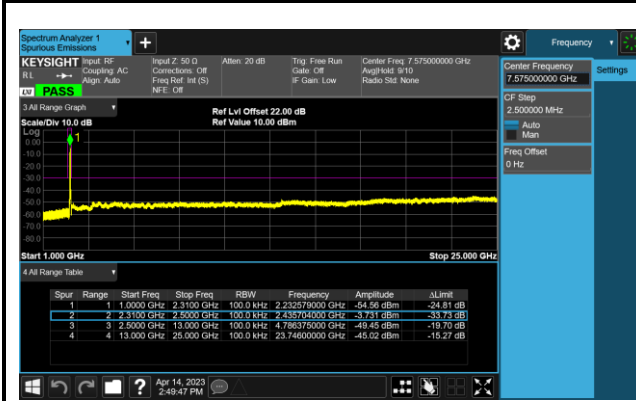 Spectrum Analyzer 1
Spurious Emissions
Frequency
KEYSIGHT Input: RF Input Z: 50 Ω Atten: 20 dB Trig: Free Run Center Freq: 7.575000000 GHz
RL Coupling: AC Corrections: Off Gate: Off Avg|Hold: 9/10
Align: Auto Freq Ref: Int (S) IF Gain: Low Radio Std: None
NFE: Off
LXI PASS
Center Frequency
7.575000000 GHz
Settings
CF Step
2.500000 MHz
Auto
Man
Freq Offset
0 Hz
3 All Range Graph
Ref Lvl Offset 22.00 dB
Scale/Div 10.0 dB Ref Value 10.00 dBm
Log
1
0.00
-10.0
-20.0
-30.0
-40.0
-50.0
-60.0
-70.0
-80.0
Start 1.000 GHz Stop 25.000 GHz
4 All Range Table
Spur Range Start Freq Stop Freq RBW Frequency Amplitude ΔLimit
1 1 1.0000 GHz 2.3100 GHz 100.0 kHz 2.232579000 GHz -54.56 dBm -24.81 dB
2 2 2.3100 GHz 2.5000 GHz 100.0 kHz 2.435704000 GHz -3.731 dBm -33.73 dB
3 3 2.5000 GHz 13.000 GHz 100.0 kHz 4.786375000 GHz -49.45 dBm -19.70 dB
4 4 13.000 GHz 25.000 GHz 100.0 kHz 23.74600000 GHz -45.02 dBm -15.27 dB
? Apr 14, 2023
2:49:47 PM